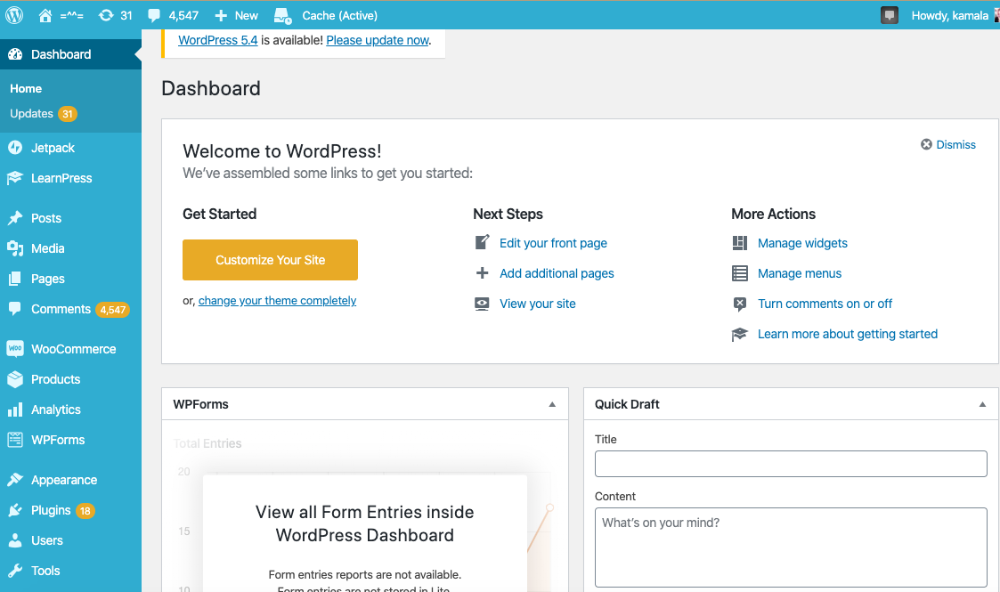 =^^= 31 4,547 New Cache (Active) Howdy, kamala
WordPress 5.4 is available! Please update now.
Dashboard
Home
Updates 31
Jetpack
LearnPress
Posts
Media
Pages
Comments 4,547
WooCommerce
Products
Analytics
WPForms
Appearance
Plugins 18
Users
Tools
Dashboard
Welcome to WordPress!
We've assembled some links to get you started:
Dismiss
Get Started
Customize Your Site
or, change your theme completely
Next Steps
Edit your front page
Add additional pages
View your site
More Actions
Manage widgets
Manage menus
Turn comments on or off
Learn more about getting started
WPForms
Total Entries
20
15
10
View all Form Entries inside
WordPress Dashboard
Form entries reports are not available.
Form entries are not stored in Lite.
Quick Draft
Title
Content
What's on your mind?